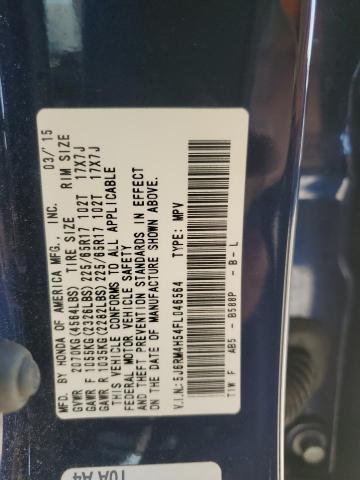 MFD. BY HONDA OF AMERICA MFG., INC. 03/'15
GVWR 2070KG(4564LBS) TIRE SIZE RIM SIZE
GAWR F 1055KG(2326LBS) 225/65R17 102T 17X7J
GAWR R 1035KG(2282LBS) 225/65R17 102T 17X7J
THIS VEHICLE CONFORMS TO ALL APPLICABLE
FEDERAL MOTOR VEHICLE SAFETY
AND THEFT PREVENTION STANDARDS IN EFFECT
ON THE DATE OF MANUFACTURE SHOWN ABOVE.
V.I.N.:5J6RM4H54FL046564 TYPE: MPV
T1W F AB5 - B588P - B - L
T0A A4